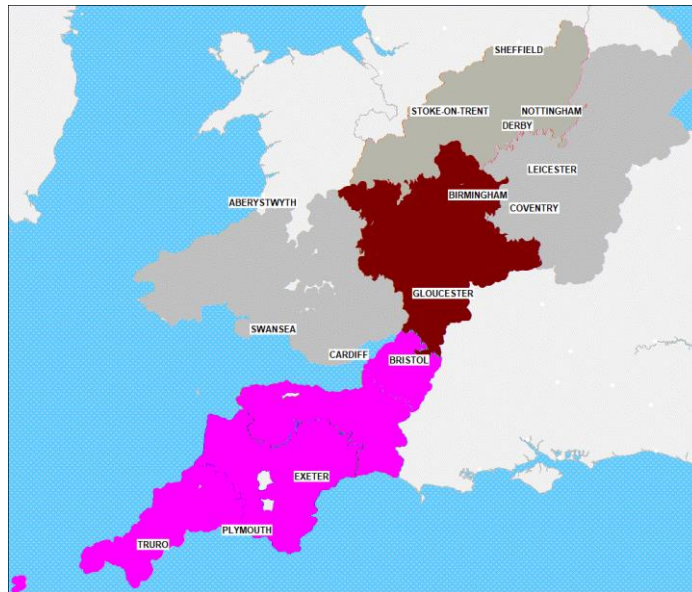 SHEFFIELD
STOKE-ON-TRENT
NOTTINGHAM
DERBY
LEICESTER
BIRMINGHAM
ABERYSTWYTH
COVENTRY
GLOUCESTER
SWANSEA
CARDIFF
BRISTOL
EXETER
PLYMOUTH
TRURO